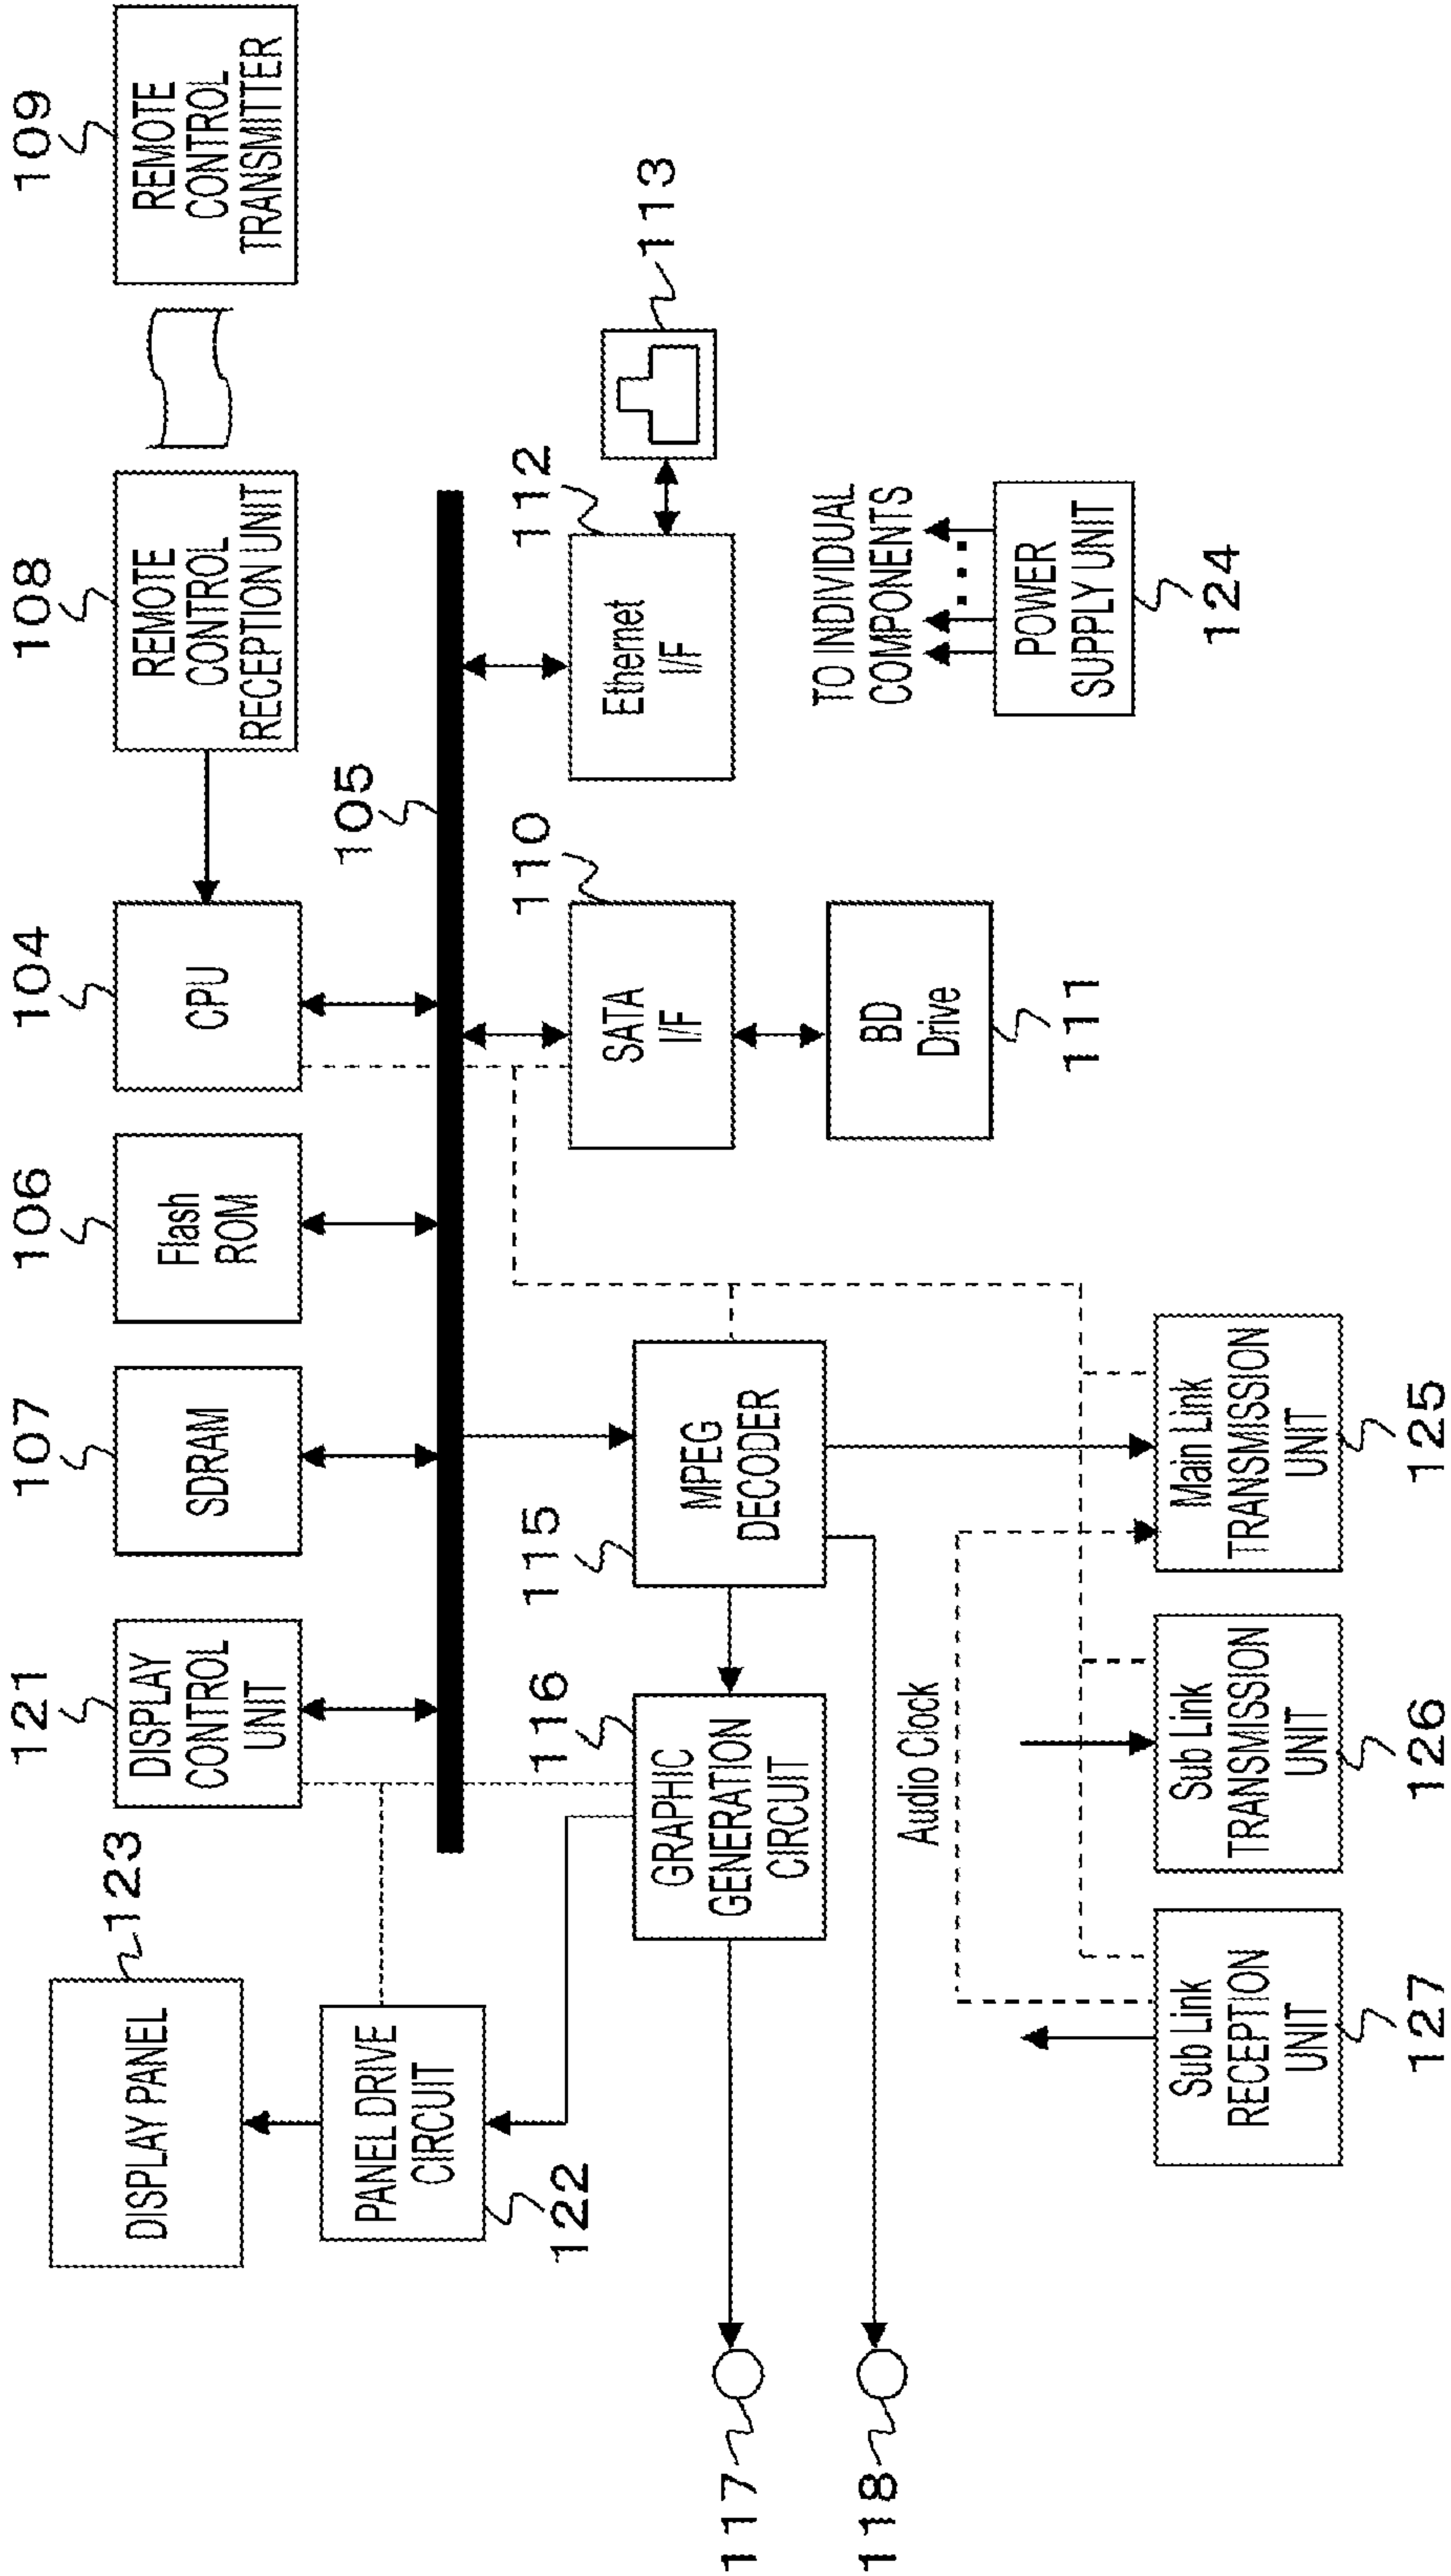 123
DISPLAY PANEL
121
DISPLAY
CONTROL
UNIT
107
SDRAM
106
Flash
ROM
104
CPU
108
REMOTE
CONTROL
RECEPTION UNIT
109
REMOTE
CONTROL
TRANSMITTER
PANEL DRIVE
CIRCUIT
122
105
116
GRAPHIC
GENERATION
CIRCUIT
115
MPEG
DECODER
110
SATA
I/F
112
Ethernet
I/F
113
117
118
BD
Drive
111
TO INDIVIDUAL
COMPONENTS
POWER
SUPPLY UNIT
124
Audio Clock
Sub Link
RECEPTION
UNIT
127
Sub Link
TRANSMISSION
UNIT
126
Main Link
TRANSMISSION
UNIT
125